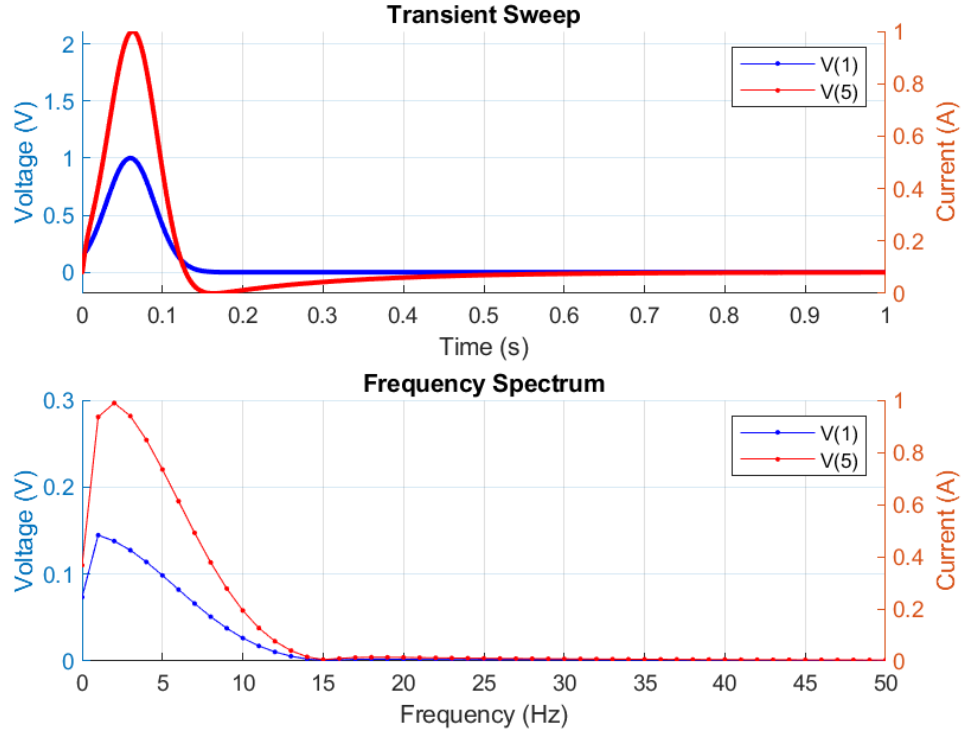 Transient Sweep
Voltage (V)
2
1.5
1
0.5
0
Current (A)
1
0.8
0.6
0.4
0.2
0
V(1)
V(5)
0 0.1 0.2 0.3 0.4 0.5 0.6 0.7 0.8 0.9 1
Time (s)
Frequency Spectrum
Voltage (V)
0.3
0.2
0.1
0
Current (A)
1
0.8
0.6
0.4
0.2
0
V(1)
V(5)
0 5 10 15 20 25 30 35 40 45 50
Frequency (Hz)